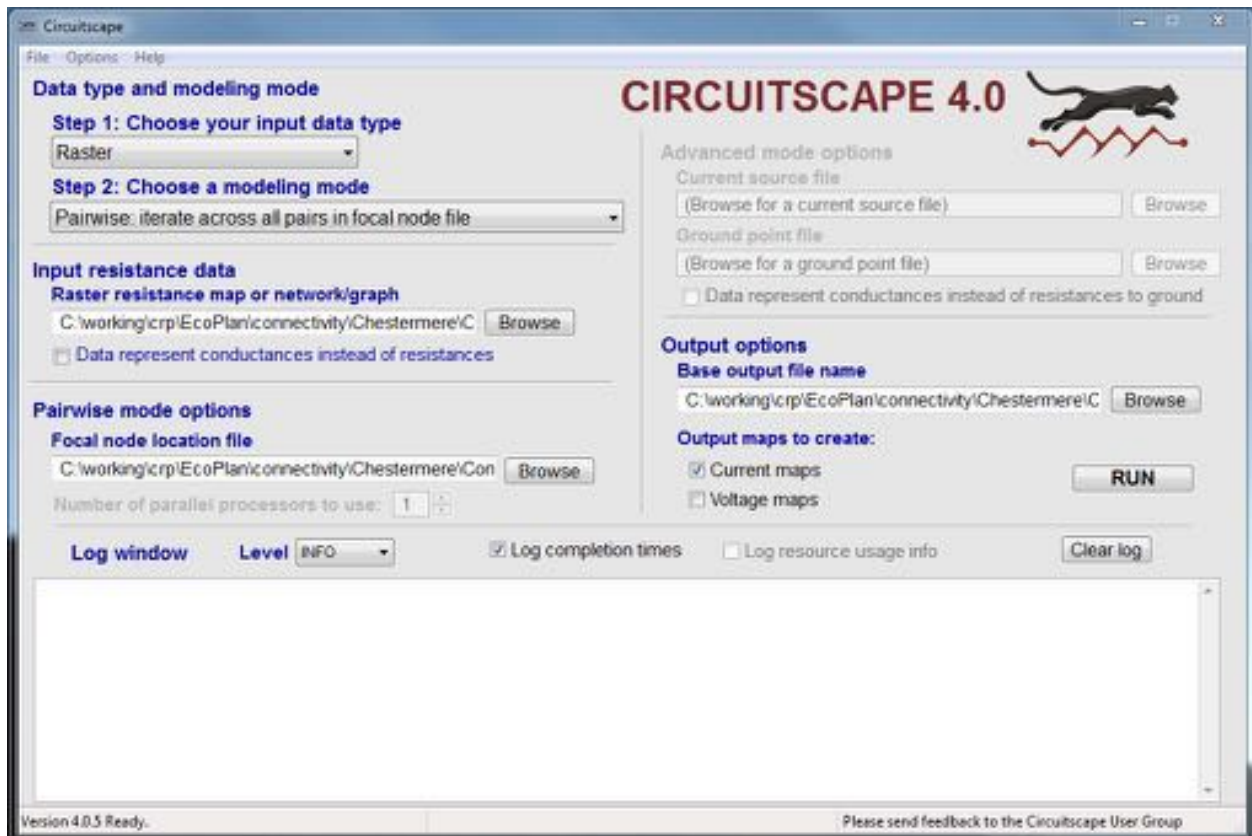 Circuitscape
File Options Help
Data type and modeling mode
Step 1: Choose your input data type
Raster
Step 2: Choose a modeling mode
Pairwise: iterate across all pairs in focal node file
Input resistance data
Raster resistance map or network/graph
C:\working\crp\EcoPlan\connectivity\Chestermere\C Browse
Data represent conductances instead of resistances
Pairwise mode options
Focal node location file
C:\working\crp\EcoPlan\connectivity\Chestermere\Con Browse
Number of parallel processors to use: 1
CIRCUITSCAPE 4.0
Advanced mode options
Current source file
(Browse for a current source file) Browse
Ground point file
(Browse for a ground point file) Browse
Data represent conductances instead of resistances to ground
Output options
Base output file name
C:\working\crp\EcoPlan\connectivity\Chestermere\C Browse
Output maps to create:
Current maps
Voltage maps
RUN
Log window Level INFO Log completion times Log resource usage info Clear log
Version 4.0.5 Ready. Please send feedback to the Circuitscape User Group